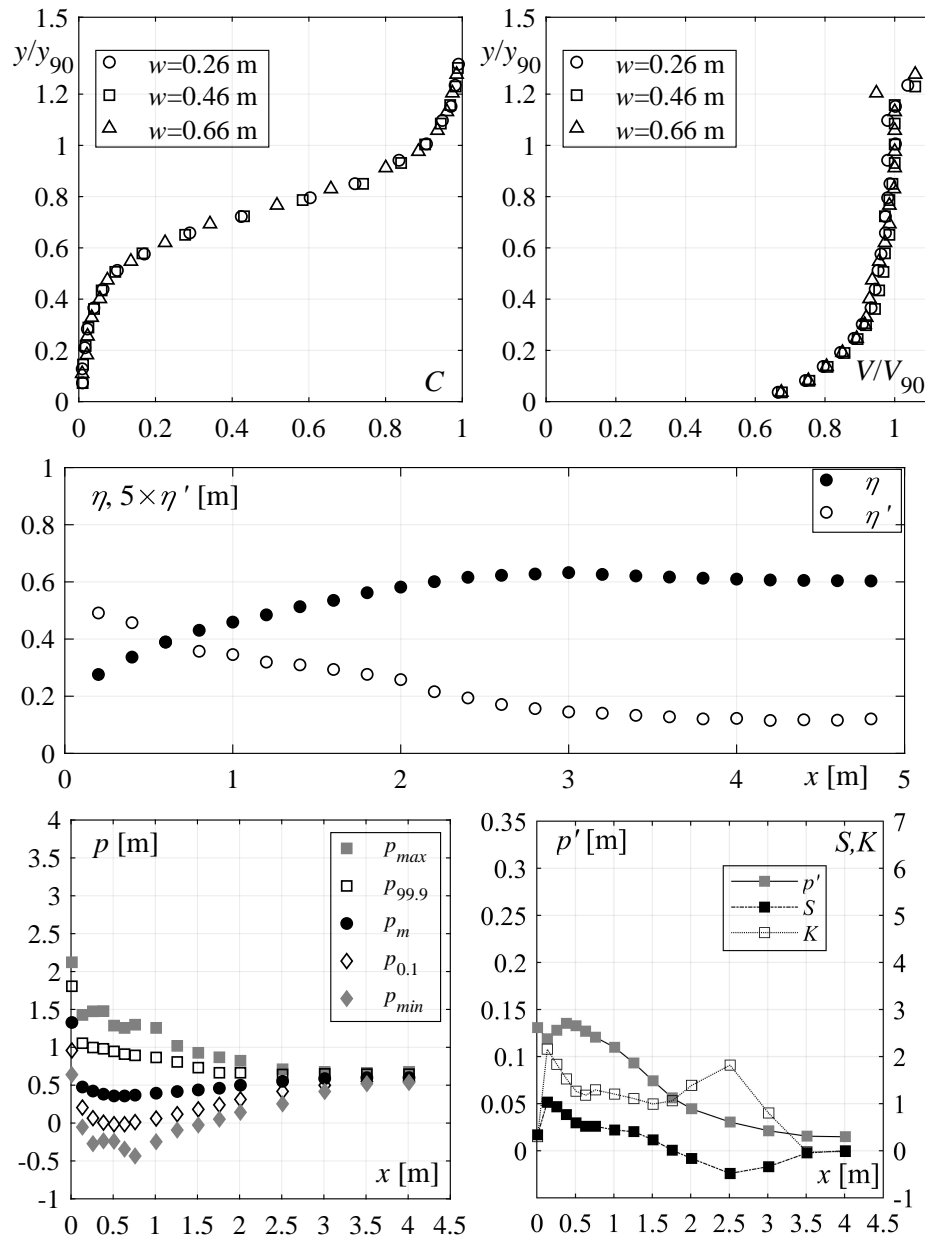 1.5
y/y90
1.2
1
0.8
0.6
0.4
0.2
0
0 0.2 0.4 0.6 0.8 1
w=0.26 m
w=0.46 m
w=0.66 m
C
1.5
y/y90
1.2
1
0.8
0.6
0.4
0.2
0
0 0.2 0.4 0.6 0.8 1
w=0.26 m
w=0.46 m
w=0.66 m
V/V90
1
0.8
0.6
0.4
0.2
0
0 1 2 3 4 5
η, 5×η ' [m]
η
η '
x [m]
4
3.5
3
2.5
2
1.5
1
0.5
0
-0.5
-1
0 0.5 1 1.5 2 2.5 3 3.5 4 4.5
p [m]
pmax
p99.9
pm
p0.1
pmin
x [m]
0.35
0.3
0.25
0.2
0.15
0.1
0.05
0
0 0.5 1 1.5 2 2.5 3 3.5 4 4.5
p' [m]
S,K
p'
S
K
x [m]
7
6
5
4
3
2
1
0
-1